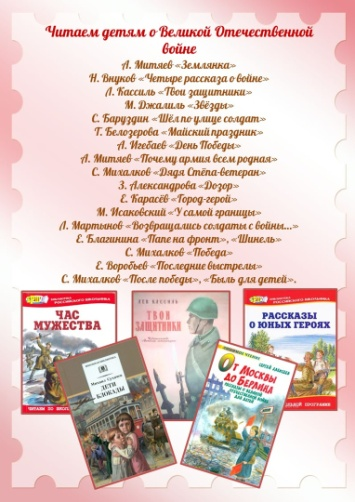 Читаем детям о Великой Отечественной
войне
А. Митяев «Землянка»
Н. Внуков «Четыре рассказа о войне»
Л. Кассиль «Твои защитники»
М. Джалиль «Звёзды»
С. Баруздин «Шёл по улице солдат»
Т. Белозерова «Майский праздник»
А. Игебаев «День Победы»
А. Митяев «Почему армия всем родная»
С. Михалков «Дядя Стёпа-ветеран»
З. Александрова «Дозор»
Е. Карасёв «Город-герой»
М. Исаковский «У самой границы»
Л. Мартынов «Возвращались солдаты с войны...»
Е. Благинина «Папе на фронт», «Шинель»
С. Михалков «Победа»
Е. Воробьев «Последние выстрелы»
С. Михалков «После победы», «Быль для детей».
ЧАС
МУЖЕСТВА
ЛЕВ КАССИЛЬ
ТВОИ
ЗАЩИТНИКИ
РАССКАЗЫ
О ЮНЫХ ГЕРОЯХ
ДЕТИ
БЛОКАДЫ
От Москвы
до Берлина